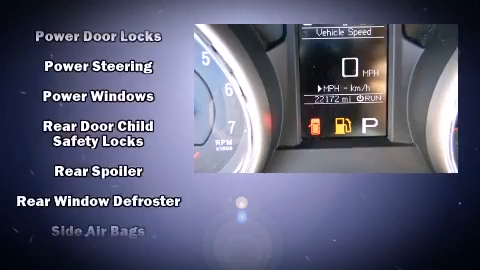 Power Door Locks
Power Steering
Power Windows
Rear Door Child
Safety Locks
Rear Spoiler
Rear Window Defroster
Side Air Bags
Vehicle Speed
0 MPH
MPH - km/h
22172 mi RUN
5
6
7
RPM
x1000
P